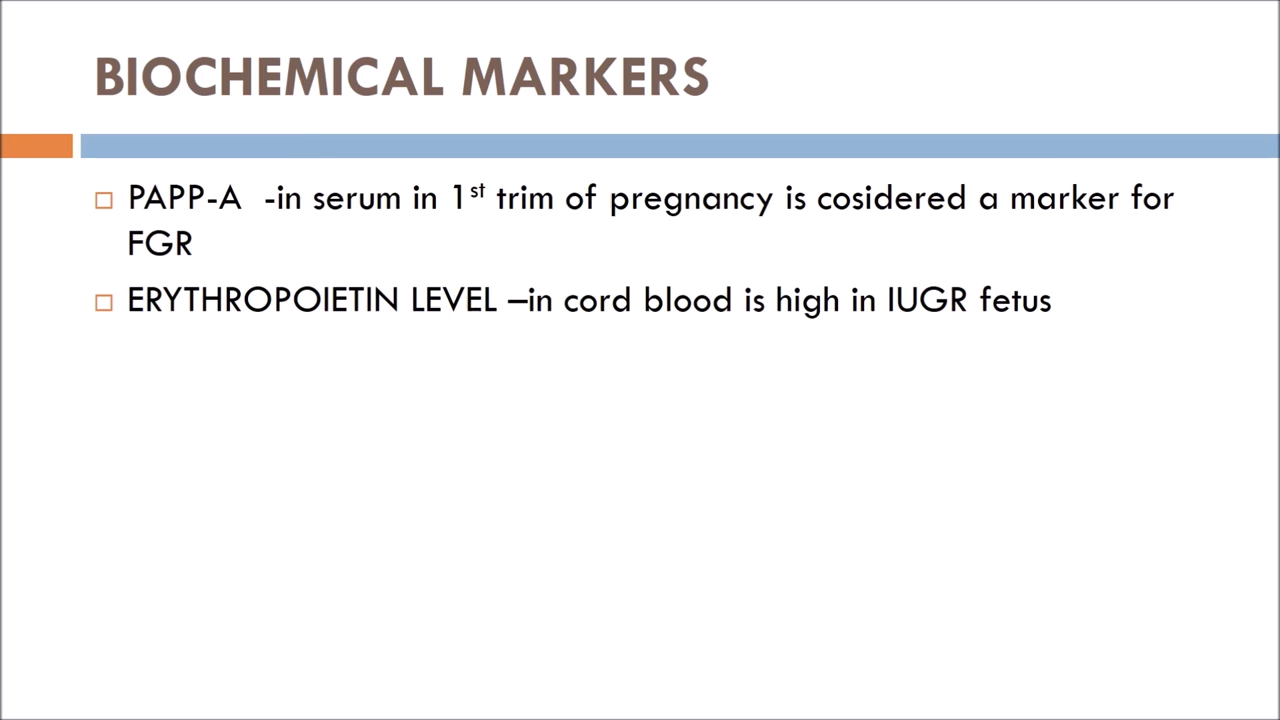 BIOCHEMICAL MARKERS
PAPP-A -in serum in 1st trim of pregnancy is cosidered a marker for
FGR
ERYTHROPOIETIN LEVEL –in cord blood is high in IUGR fetus